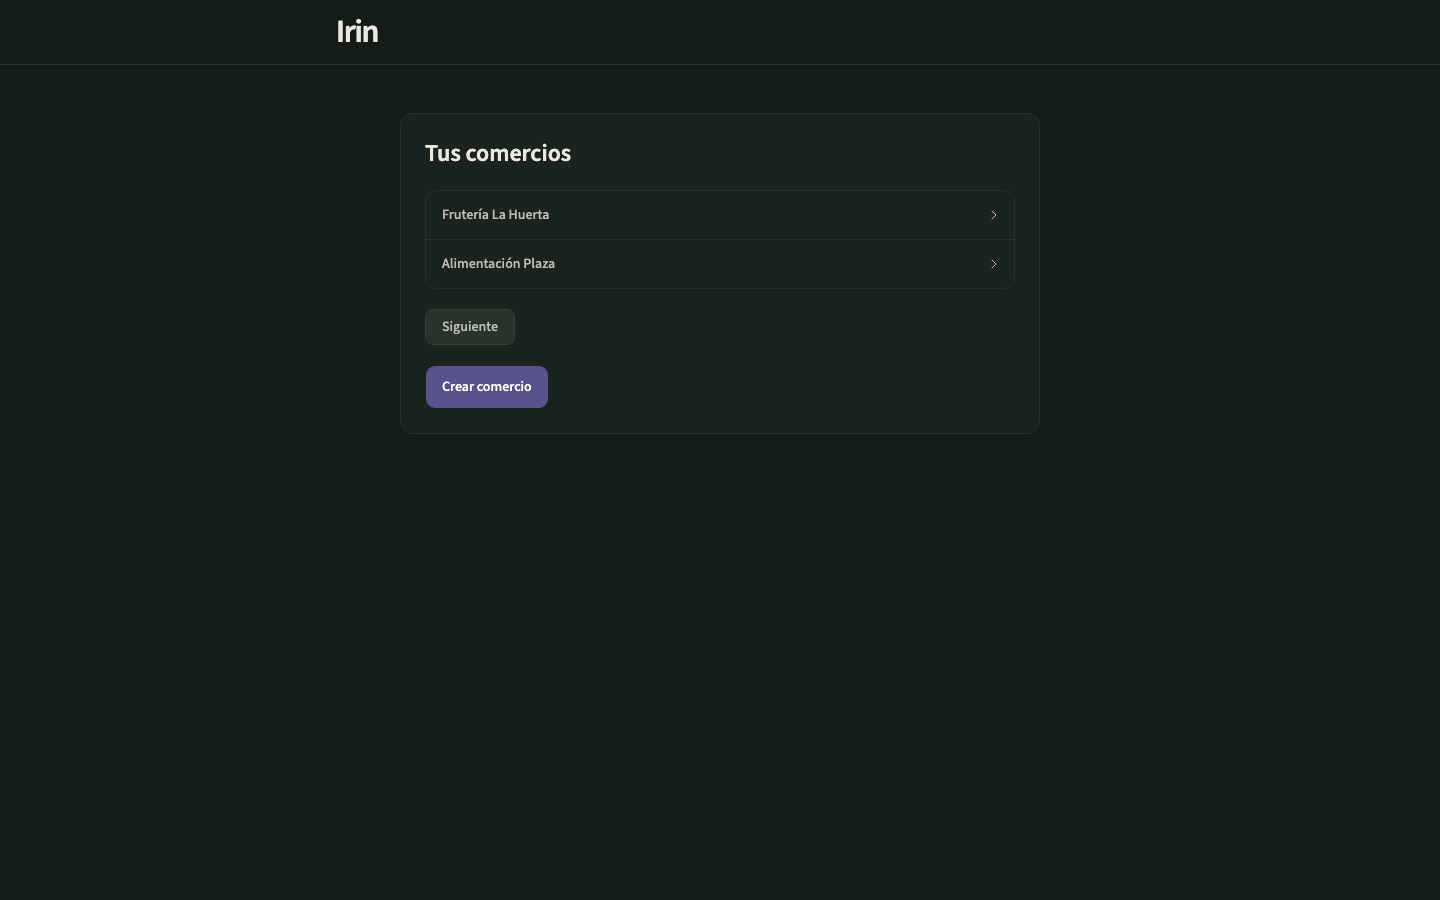 Irin
Tus comercios
Frutería La Huerta
Alimentación Plaza
Siguiente
Crear comercio